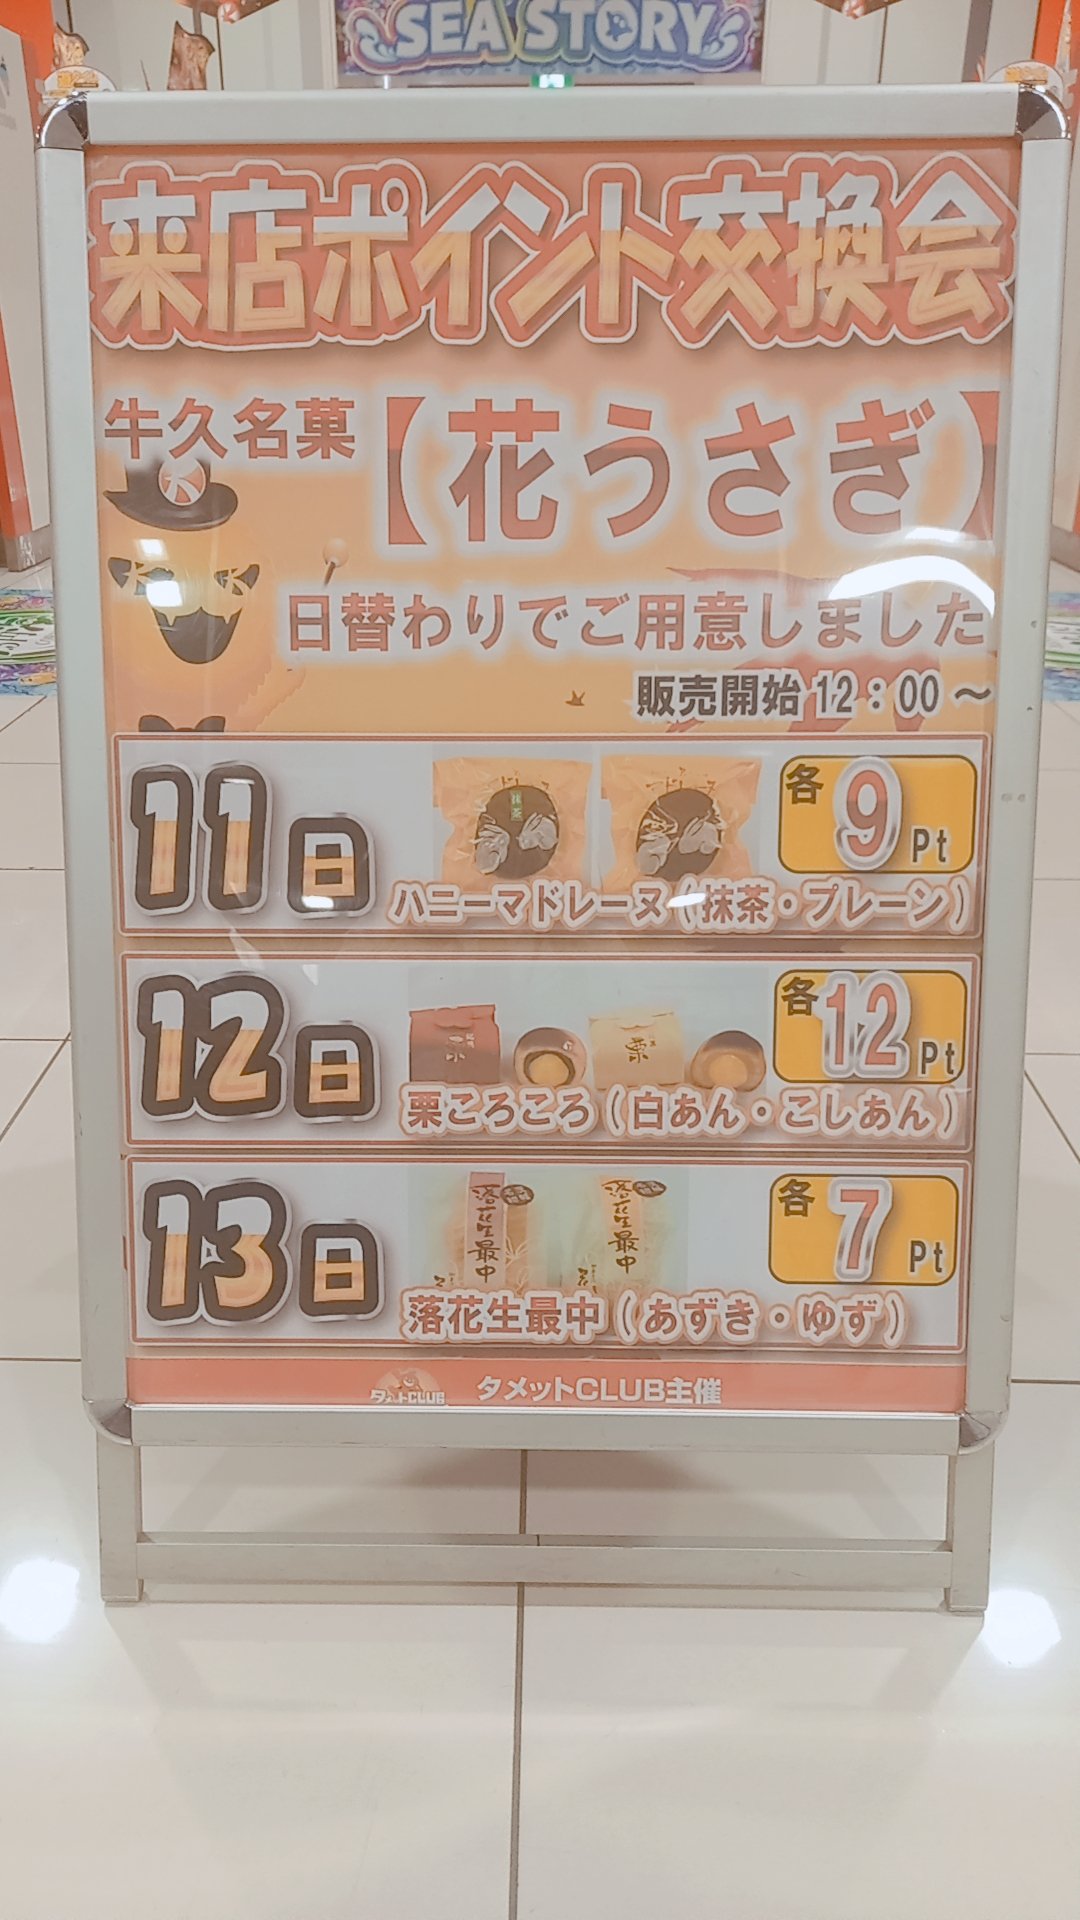 SEA STORY
来店ポイント交換会
牛久名菓
【花うさぎ】
日替わりでご用意しました
販売開始 12：00 ～
11日
抹茶
各 9 Pt
ハニーマドレーヌ(抹茶・プレーン)
12日
栗
栗
各 12 Pt
栗ころころ(白あん・こしあん)
13日
落花生最中
落花生最中
各 7 Pt
落花生最中(あずき・ゆず)
タメットCLUB
タメットCLUB主催